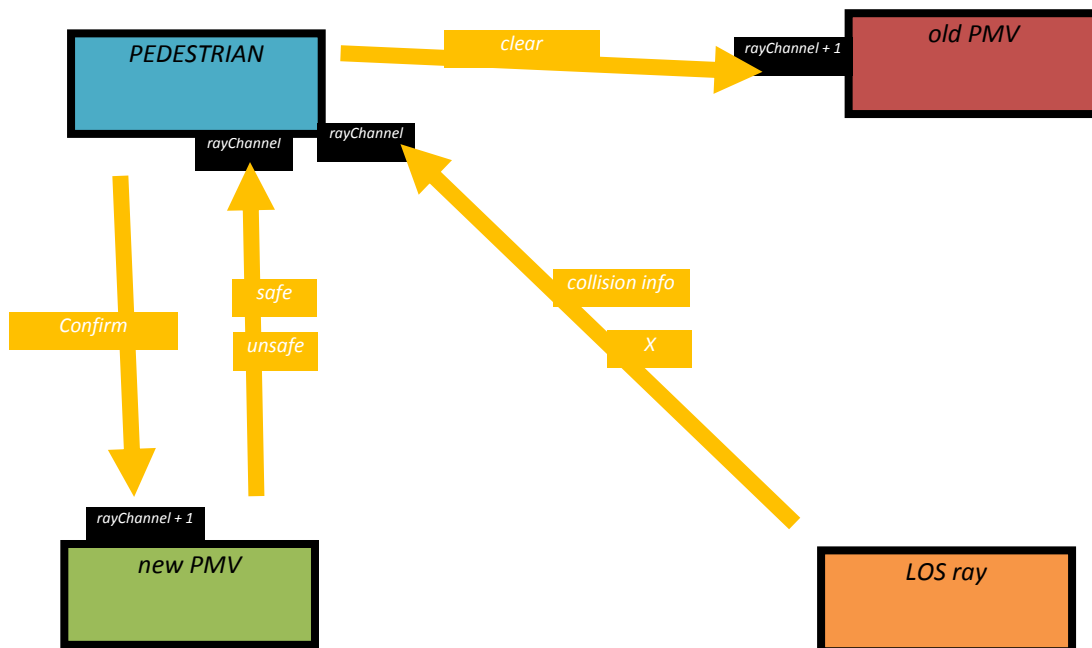 PEDESTRIAN
clear
rayChannel + 1
old PMV
rayChannel
rayChannel
safe
collision info
Confirm
unsafe
X
rayChannel + 1
new PMV
LOS ray